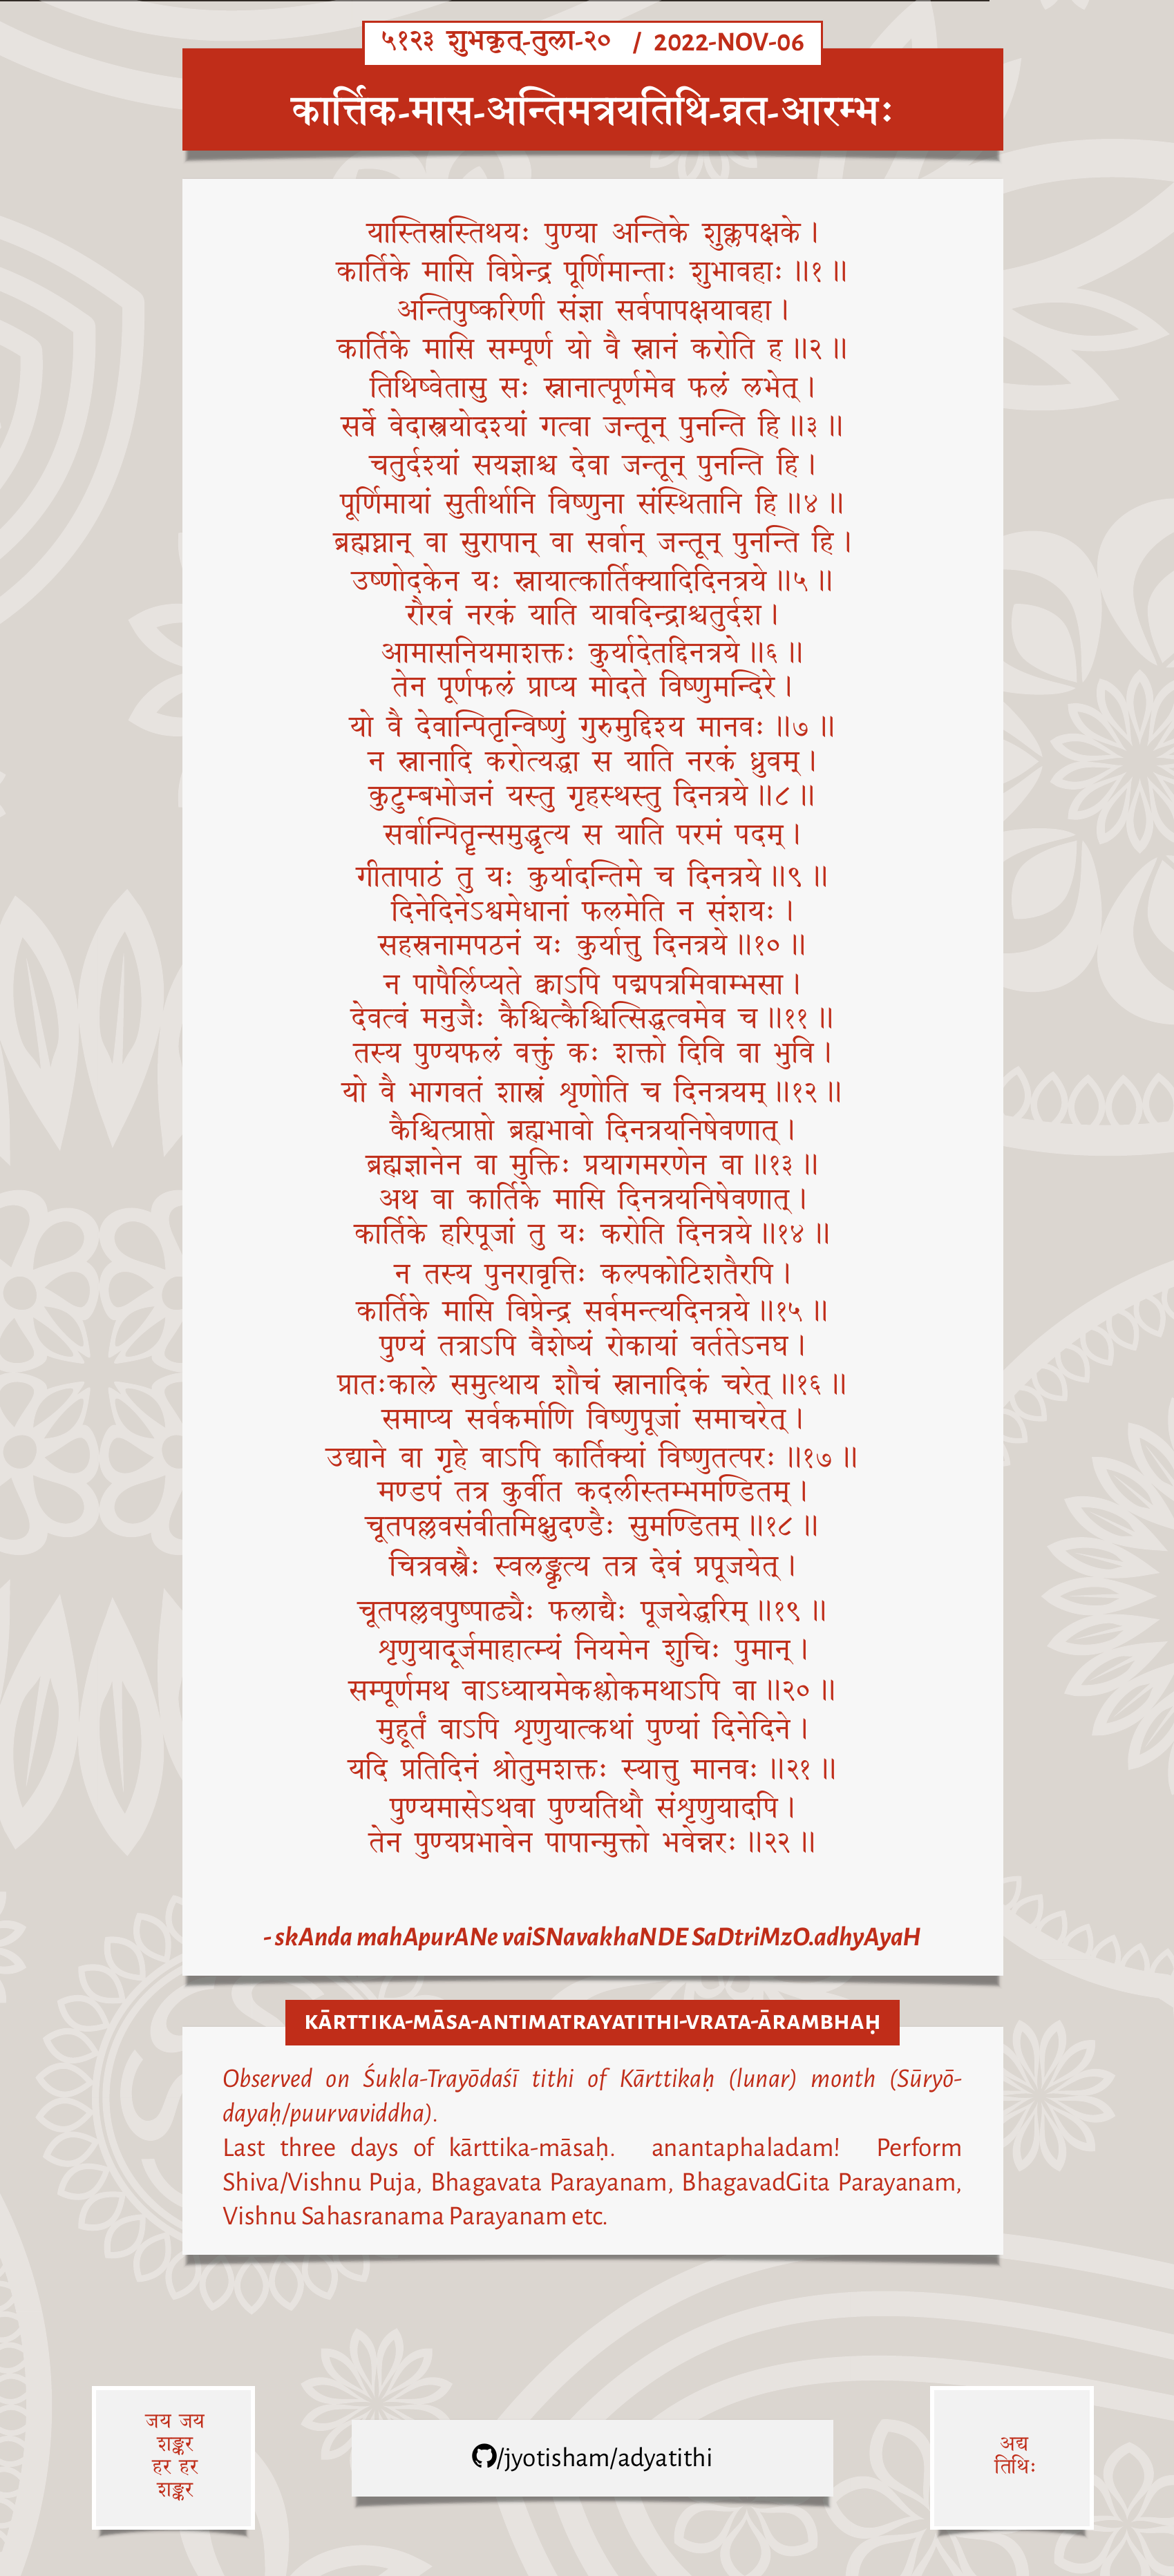 ५१२३ शुभकृत्-तुला-२० / 2022-NOV-06
कार्त्तिक-मास-अन्तिमत्रयतिथि-व्रत-आरम्भः
यास्तिस्रस्तिथयः पुण्या अन्तिके शुक्लपक्षके ।
कार्तिके मासि विप्रेन्द्र पूर्णिमान्ताः शुभावहाः ॥१ ॥
अन्तिपुष्करिणी संज्ञा सर्वपापक्षयावहा ।
कार्तिके मासि सम्पूर्ण यो वै स्नानं करोति ह ॥२ ॥
तिथिष्वेतासु सः स्नानात्पूर्णमेव फलं लभेत् ।
सर्वे वेदास्त्रयोदश्यां गत्वा जन्तून् पुनन्ति हि ॥३ ॥
चतुर्दश्यां सयज्ञाश्च देवा जन्तून् पुनन्ति हि ।
पूर्णिमायां सुतीर्थानि विष्णुना संस्थितानि हि ॥४ ॥
ब्रह्मघ्नान् वा सुरापान् वा सर्वान् जन्तून् पुनन्ति हि ।
उष्णोदकेन यः स्नायात्कार्तिक्यादिदिनत्रये ॥५ ॥
रौरवं नरकं याति यावदिन्द्राश्चतुर्दश ।
आमासनियमाशक्तः कुर्यादेतद्दिनत्रये ॥६ ॥
तेन पूर्णफलं प्राप्य मोदते विष्णुमन्दिरे ।
यो वै देवान्पितृन्विष्णुं गुरुमुद्दिश्य मानवः ॥७ ॥
न स्नानादि करोत्यद्धा स याति नरकं ध्रुवम् ।
कुटुम्बभोजनं यस्तु गृहस्थस्तु दिनत्रये ॥८ ॥
सर्वान्पितॄन्समुद्धृत्य स याति परमं पदम् ।
गीतापाठं तु यः कुर्यादन्तिमे च दिनत्रये ॥९ ॥
दिनेदिनेऽश्वमेधानां फलमेति न संशयः ।
सहस्रनामपठनं यः कुर्यात्तु दिनत्रये ॥१० ॥
न पापैर्लिप्यते क्वाऽपि पद्मपत्रमिवाम्भसा ।
देवत्वं मनुजैः कैश्चित्कैश्चित्सिद्धत्वमेव च ॥११ ॥
तस्य पुण्यफलं वक्तुं कः शक्तो दिवि वा भुवि ।
यो वै भागवतं शास्त्रं शृणोति च दिनत्रयम् ॥१२ ॥
कैश्चित्प्राप्तो ब्रह्मभावो दिनत्रयनिषेवणात् ।
ब्रह्मज्ञानेन वा मुक्तिः प्रयागमरणेन वा ॥१३ ॥
अथ वा कार्तिके मासि दिनत्रयनिषेवणात् ।
कार्तिके हरिपूजां तु यः करोति दिनत्रये ॥१४ ॥
न तस्य पुनरावृत्तिः कल्पकोटिशतैरपि ।
कार्तिके मासि विप्रेन्द्र सर्वमन्त्यदिनत्रये ॥१५ ॥
पुण्यं तत्राऽपि वैशेष्यं रोकायां वर्ततेऽनघ ।
प्रातःकाले समुत्थाय शौचं स्नानादिकं चरेत् ॥१६ ॥
समाप्य सर्वकर्माणि विष्णुपूजां समाचरेत् ।
उद्याने वा गृहे वाऽपि कार्तिक्यां विष्णुतत्परः ॥१७ ॥
मण्डपं तत्र कुर्वीत कदलीस्तम्भमण्डितम् ।
चूतपल्लवसंवीतमिक्षुदण्डैः सुमण्डितम् ॥१८ ॥
चित्रवस्त्रैः स्वलङ्कृत्य तत्र देवं प्रपूजयेत् ।
चूतपल्लवपुष्पाढ्यैः फलाद्यैः पूजयेद्धरिम् ॥१९ ॥
शृणुयादूर्जमाहात्म्यं नियमेन शुचिः पुमान् ।
सम्पूर्णमथ वाऽध्यायमेकश्लोकमथाऽपि वा ॥२० ॥
मुहूर्तं वाऽपि शृणुयात्कथां पुण्यां दिनेदिने ।
यदि प्रतिदिनं श्रोतुमशक्तः स्यात्तु मानवः ॥२१ ॥
पुण्यमासेऽथवा पुण्यतिथौ संशृणुयादपि ।
तेन पुण्यप्रभावेन पापान्मुक्तो भवेन्नरः ॥२२ ॥
- skAnda mahApurANe vaiSNavakhaNDE SaDtriMzO.adhyAyaH
KĀRTTIKA-MĀSA-ANTIMATRAYATITHI-VRATA-ĀRAMBHAḤ
Observed on Śukla-Trayōdaśī tithi of Kārttikaḥ (lunar) month (Sūryō-
dayaḥ/puurvaviddha).
Last three days of kārttika-māsaḥ. anantaphaladam! Perform
Shiva/Vishnu Puja, Bhagavata Parayanam, BhagavadGita Parayanam,
Vishnu Sahasranama Parayanam etc.
जय जय
शङ्कर
हर हर
शङ्कर
/jyotisham/adyatithi
अद्य
तिथिः